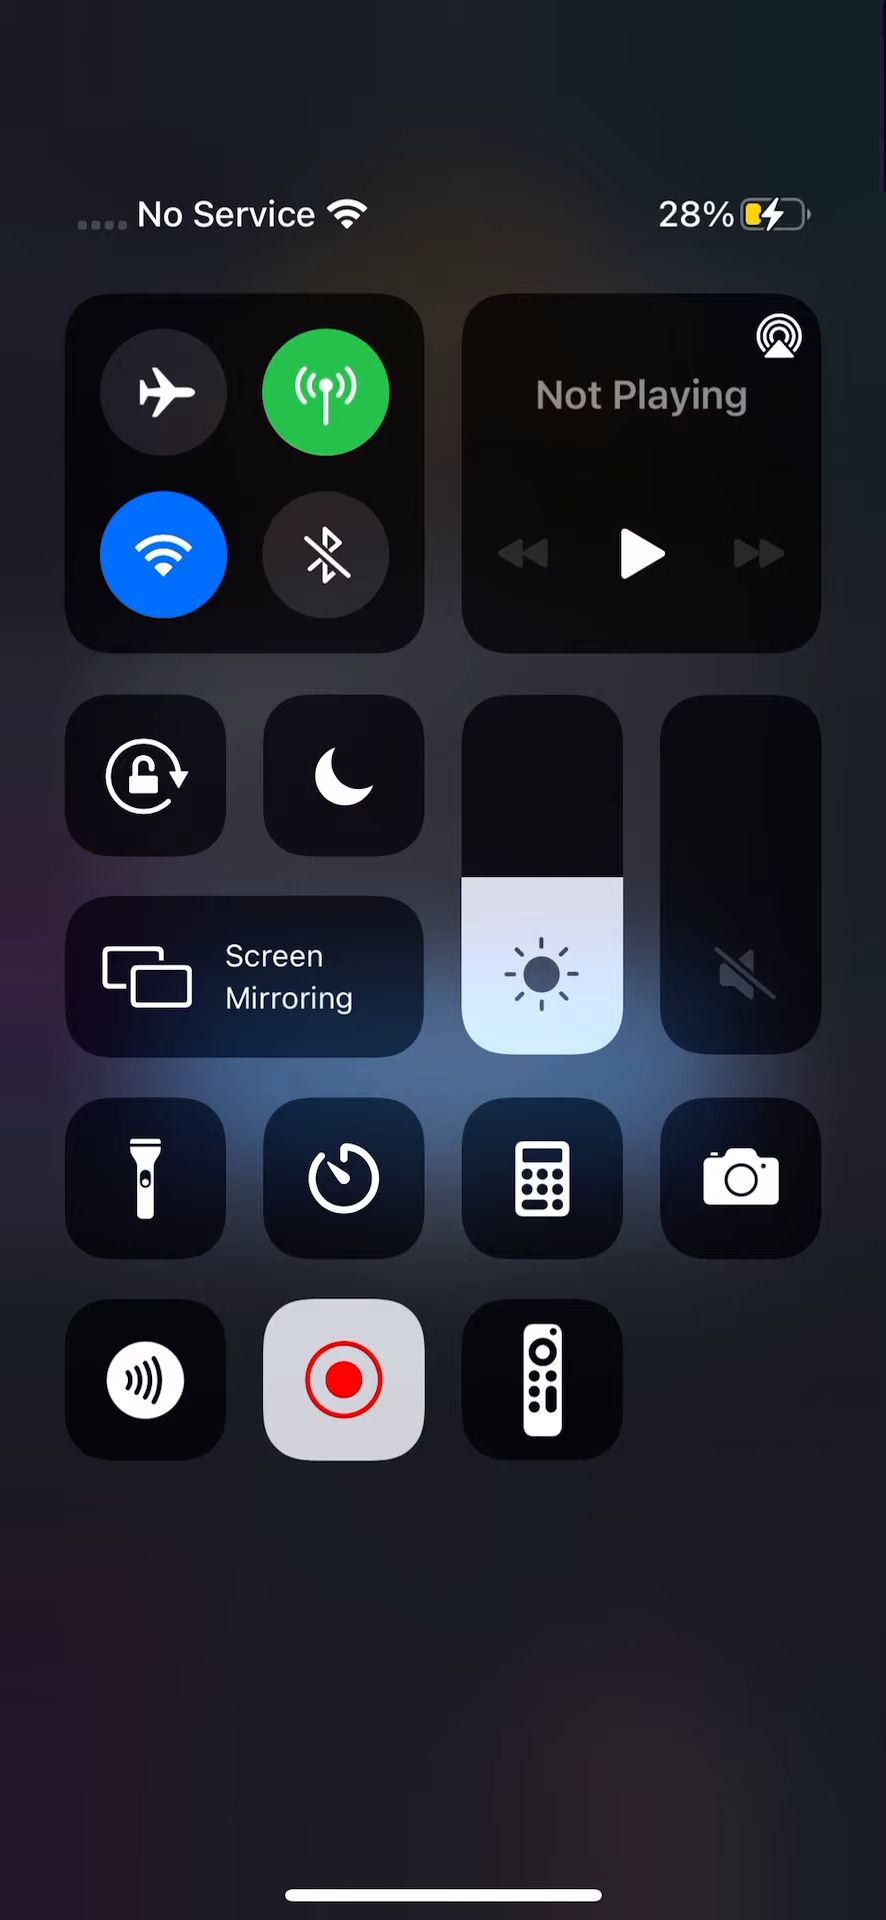 No Service
28%
Not Playing
Screen
Mirroring